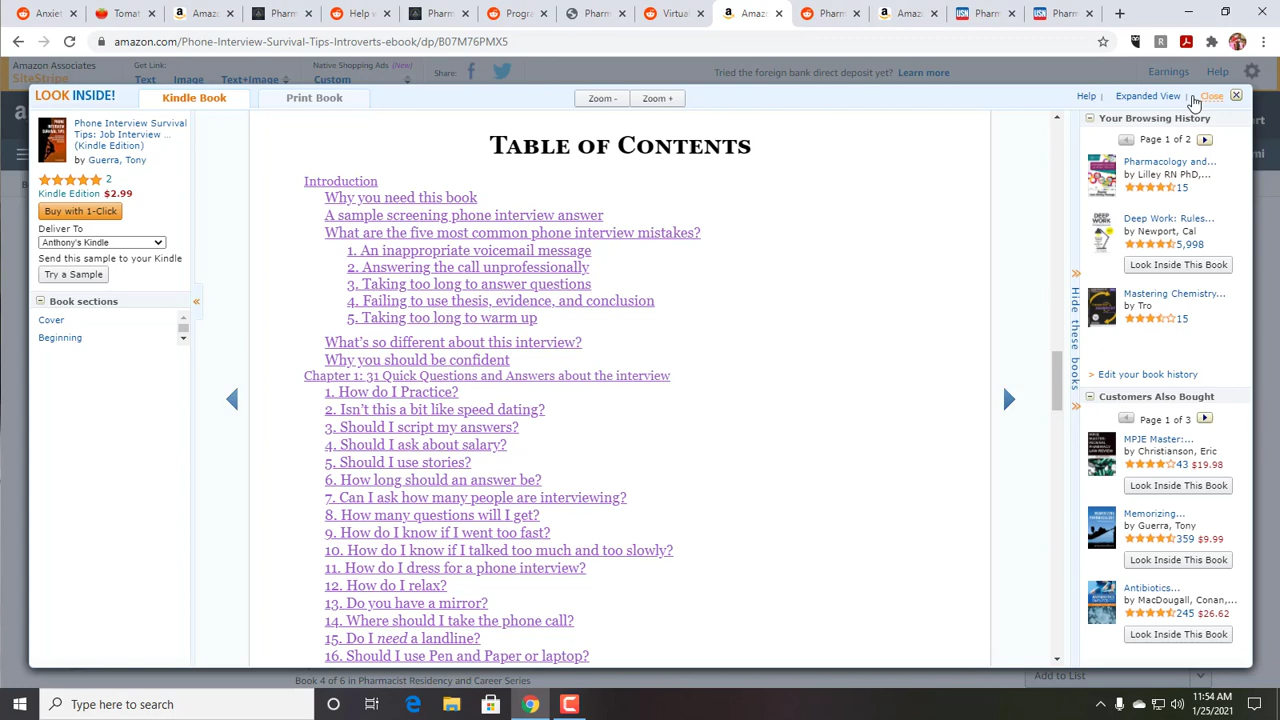 Anxiet
Tomat
Amaz
Pharm
Help w
Pharm
Progra
Pharm
Virtua
Amaz
Pharm
Amaz
Pharm
Pharm
amazon.com/Phone-Interview-Survival-Tips-Introverts-ebook/dp/B07M76PMX5
Amazon Associates
SiteStripe
Get Link:
Text Image Text+Image
Native Shopping Ads (New)
Custom
Share:
Tried the foreign bank direct deposit yet? Learn more
Earnings Help
LOOK INSIDE!
Kindle Book
Print Book
Zoom -
Zoom +
Help | Expanded View | Close
Phone Interview Survival
Tips: Job Interview ...
(Kindle Edition)
by Guerra, Tony
2
Kindle Edition $2.99
Buy with 1-Click
Deliver To
Anthony's Kindle
Send this sample to your Kindle
Try a Sample
Book sections
Cover
Beginning
Table of Contents
Introduction
Why you need this book
A sample screening phone interview answer
What are the five most common phone interview mistakes?
1. An inappropriate voicemail message
2. Answering the call unprofessionally
3. Taking too long to answer questions
4. Failing to use thesis, evidence, and conclusion
5. Taking too long to warm up
What's so different about this interview?
Why you should be confident
Chapter 1: 31 Quick Questions and Answers about the interview
1. How do I Practice?
2. Isn't this a bit like speed dating?
3. Should I script my answers?
4. Should I ask about salary?
5. Should I use stories?
6. How long should an answer be?
7. Can I ask how many people are interviewing?
8. How many questions will I get?
9. How do I know if I went too fast?
10. How do I know if I talked too much and too slowly?
11. How do I dress for a phone interview?
12. How do I relax?
13. Do you have a mirror?
14. Where should I take the phone call?
15. Do I need a landline?
16. Should I use Pen and Paper or laptop?
Hide these books
Your Browsing History
Page 1 of 2
Pharmacology and...
by Lilley RN PhD,...
15
Deep Work: Rules...
by Newport, Cal
5,998
Look Inside This Book
Mastering Chemistry...
by Tro
15
> Edit your book history
Customers Also Bought
Page 1 of 3
MPJE Master:...
by Christianson, Eric
43 $19.98
Look Inside This Book
Memorizing...
by Guerra, Tony
359 $9.99
Look Inside This Book
Antibiotics...
by MacDougall, Conan,...
245 $26.62
Look Inside This Book
Book 4 of 6 in Pharmacist Residency and Career Series
Add to List
Type here to search
11:54 AM
1/25/2021